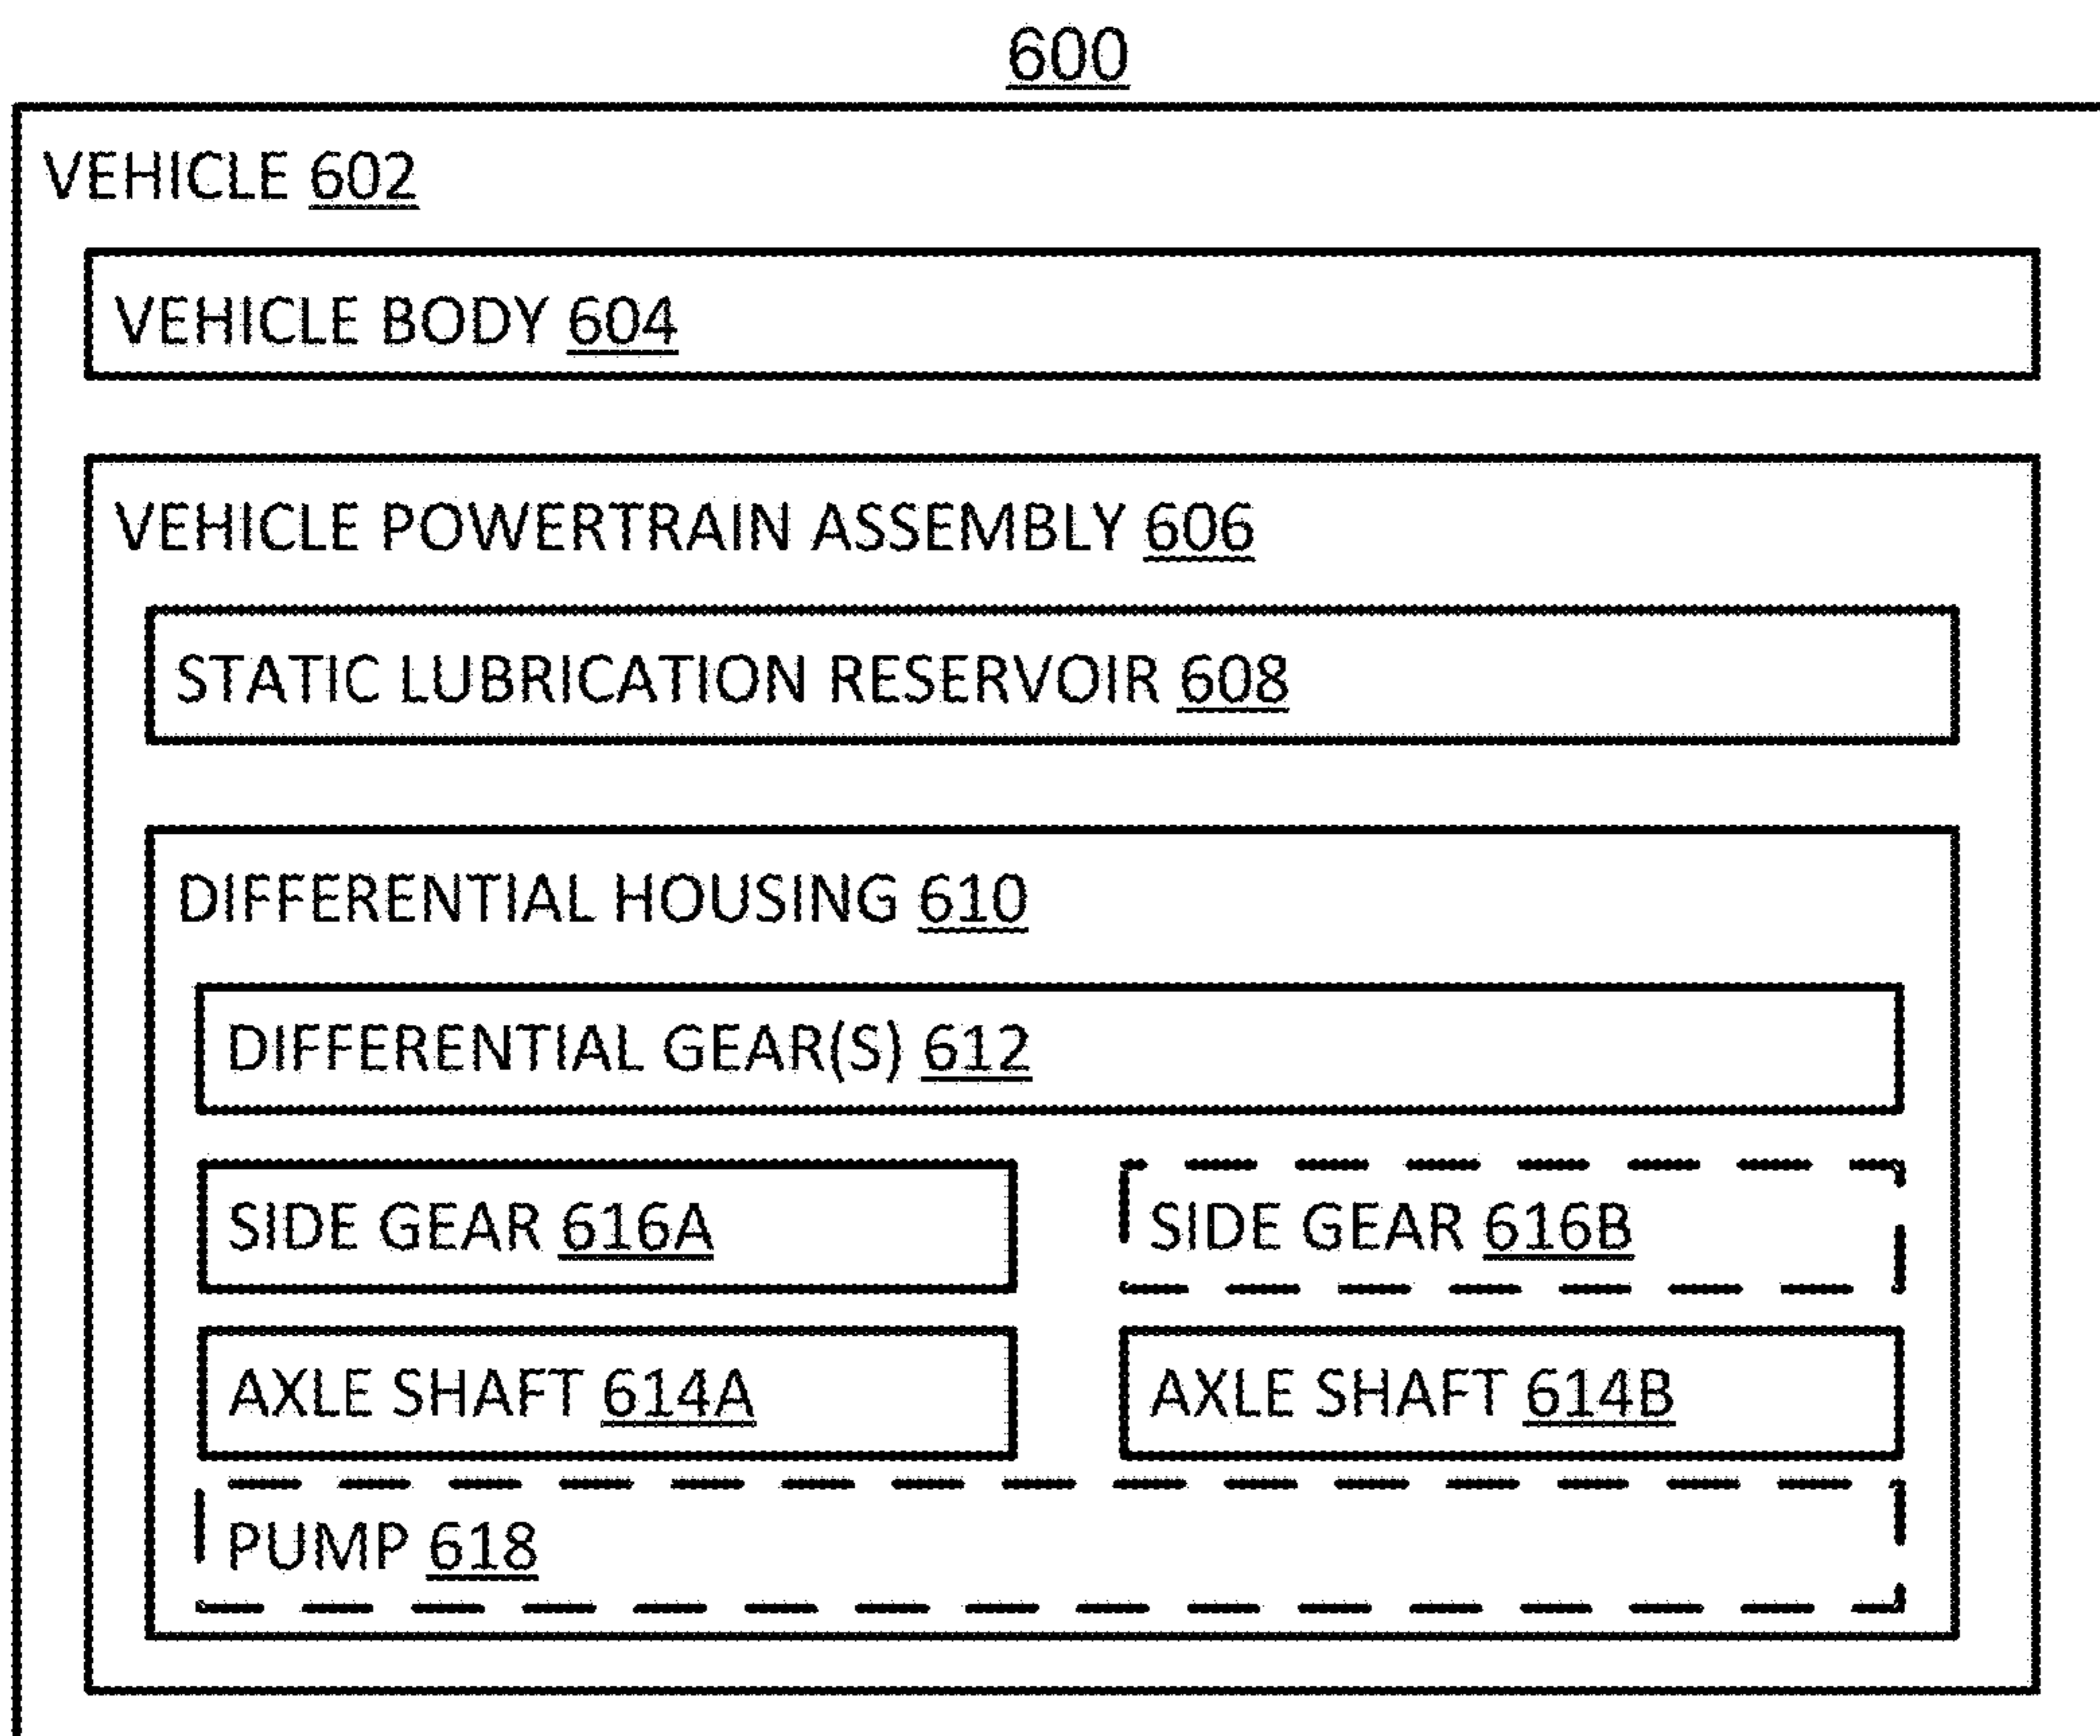 600
VEHICLE 602
VEHICLE BODY 604
VEHICLE POWERTRAIN ASSEMBLY 606
STATIC LUBRICATION RESERVOIR 608
DIFFERENTIAL HOUSING 610
DIFFERENTIAL GEAR(S) 612
SIDE GEAR 616A
SIDE GEAR 616B
AXLE SHAFT 614A
AXLE SHAFT 614B
PUMP 618